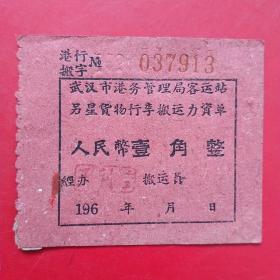 港行
搬字 № 037913
武汉市港务管理局客运站
另星貨物行李搬运力資单
人民幣壹角整
經办 搬运員
196 年 月 日